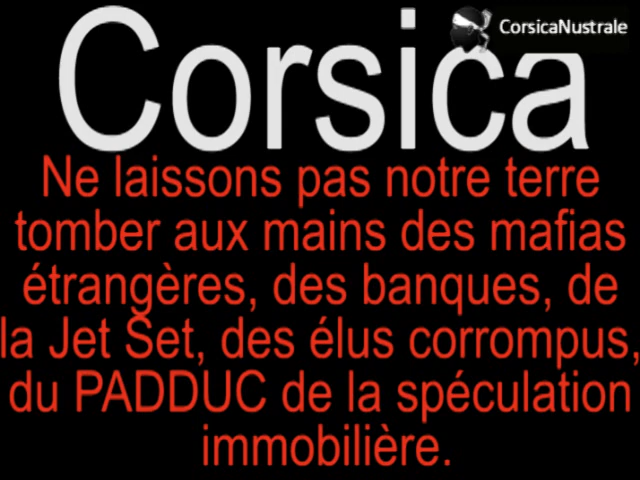 Corsica
CorsicaNustrale
Ne laissons pas notre terre
tomber aux mains des mafias
étrangères, des banques, de
la Jet Set, des élus corrompus,
du PADDUC de la spéculation
immobilière.